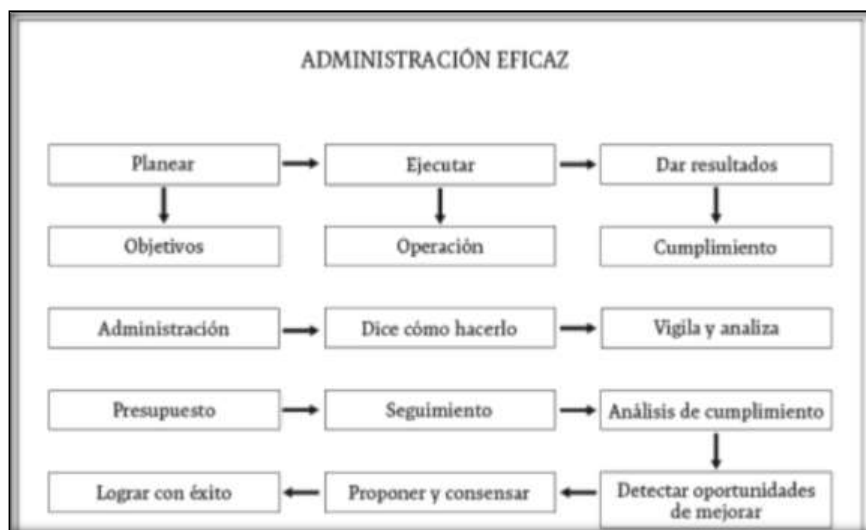 ADMINISTRACIÓN EFICAZ
Planear
Ejecutar
Dar resultados
Objetivos
Operación
Cumplimiento
Administración
Dice cómo hacerlo
Vigila y analiza
Presupuesto
Seguimiento
Análisis de cumplimiento
Lograr con éxito
Proponer y consensar
Detectar oportunidades
de mejorar